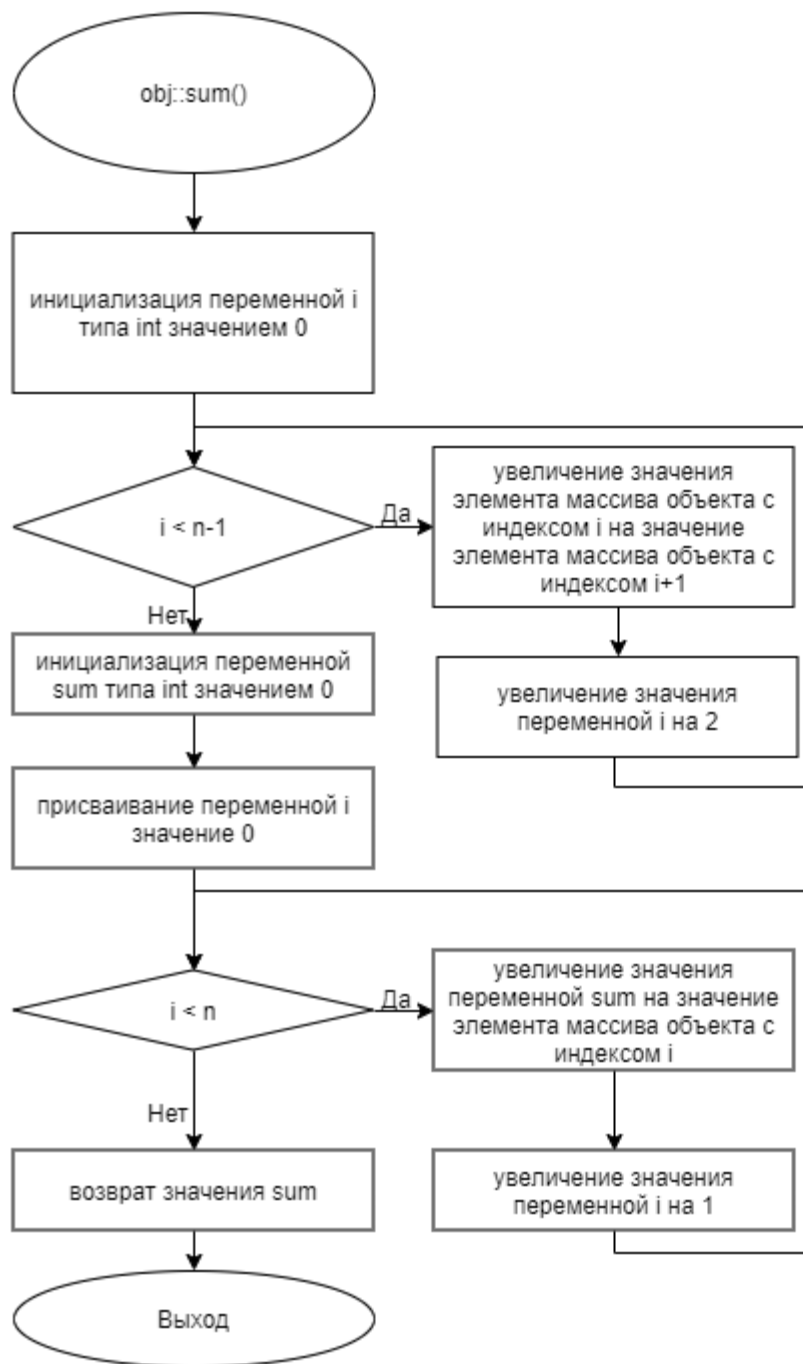 obj::sum()
инициализация переменной i
типа int значением 0
i < n-1
Да
увеличение значения
элемента массива объекта с
индексом i на значение
элемента массива объекта с
индексом i+1
Нет
увеличение значения
переменной i на 2
инициализация переменной
sum типа int значением 0
присваивание переменной i
значение 0
i < n
Да
увеличение значения
переменной sum на значение
элемента массива объекта с
индексом i
Нет
увеличение значения
переменной i на 1
возврат значения sum
Выход